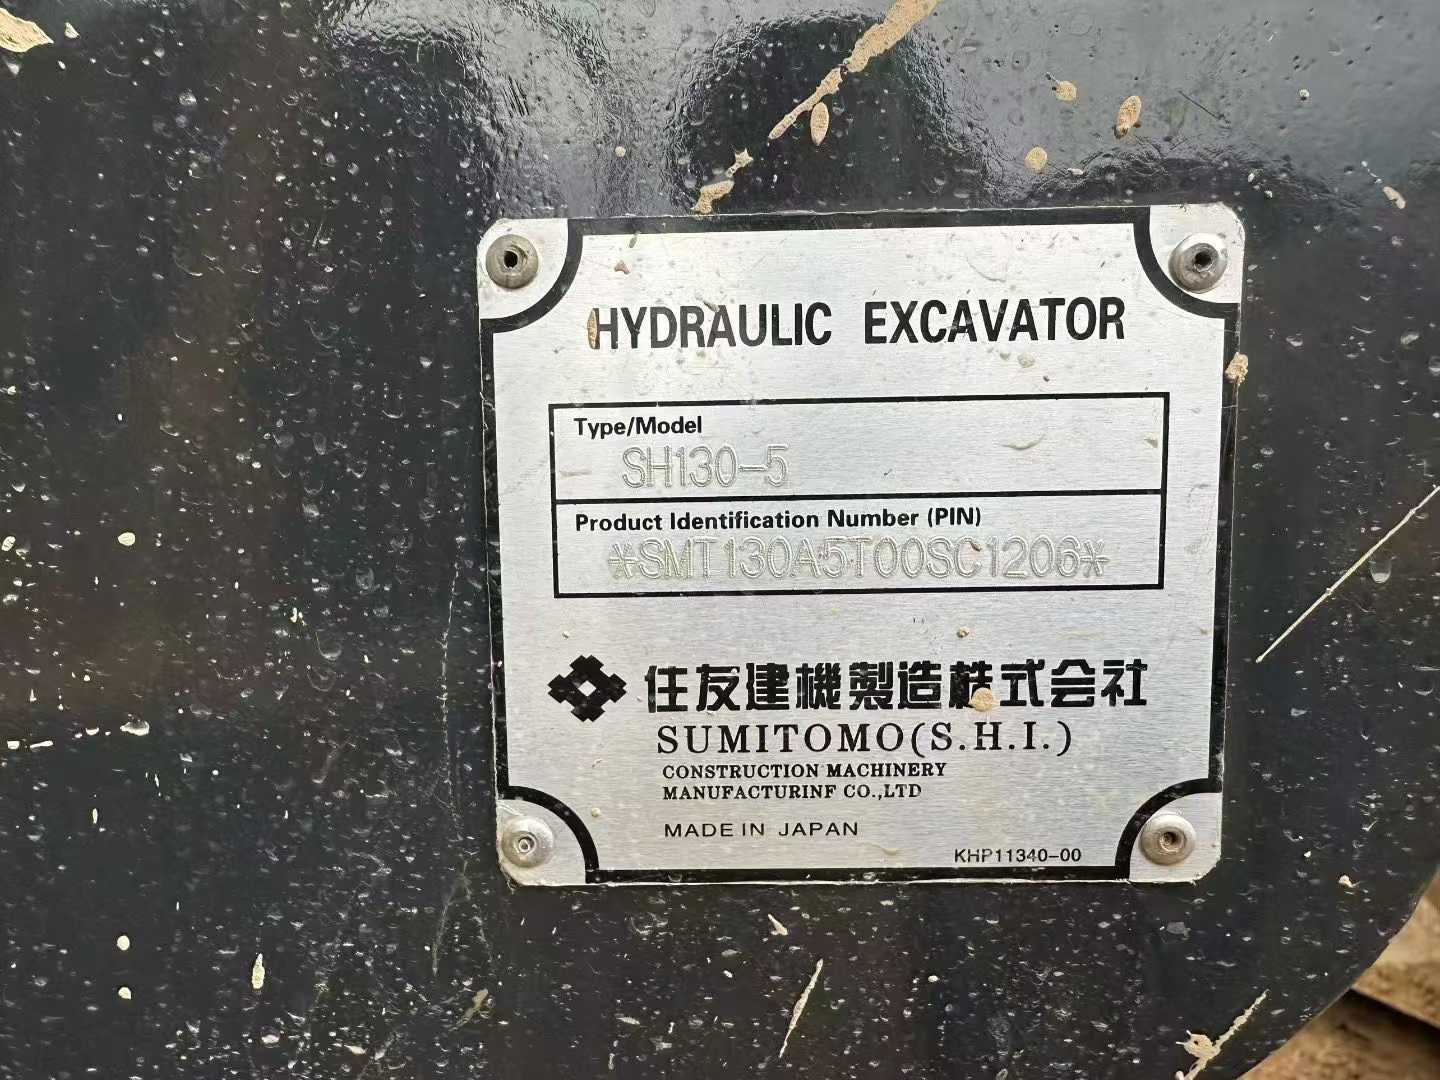 HYDRAULIC EXCAVATOR
Type/Model
SH130-5
Product Identification Number (PIN)
*SMT130A5T00SC1206*
住友建機製造株式会社
SUMITOMO(S.H.I.)
CONSTRUCTION MACHINERY
MANUFACTURINF CO.,LTD
MADE IN JAPAN
KHP11340-00